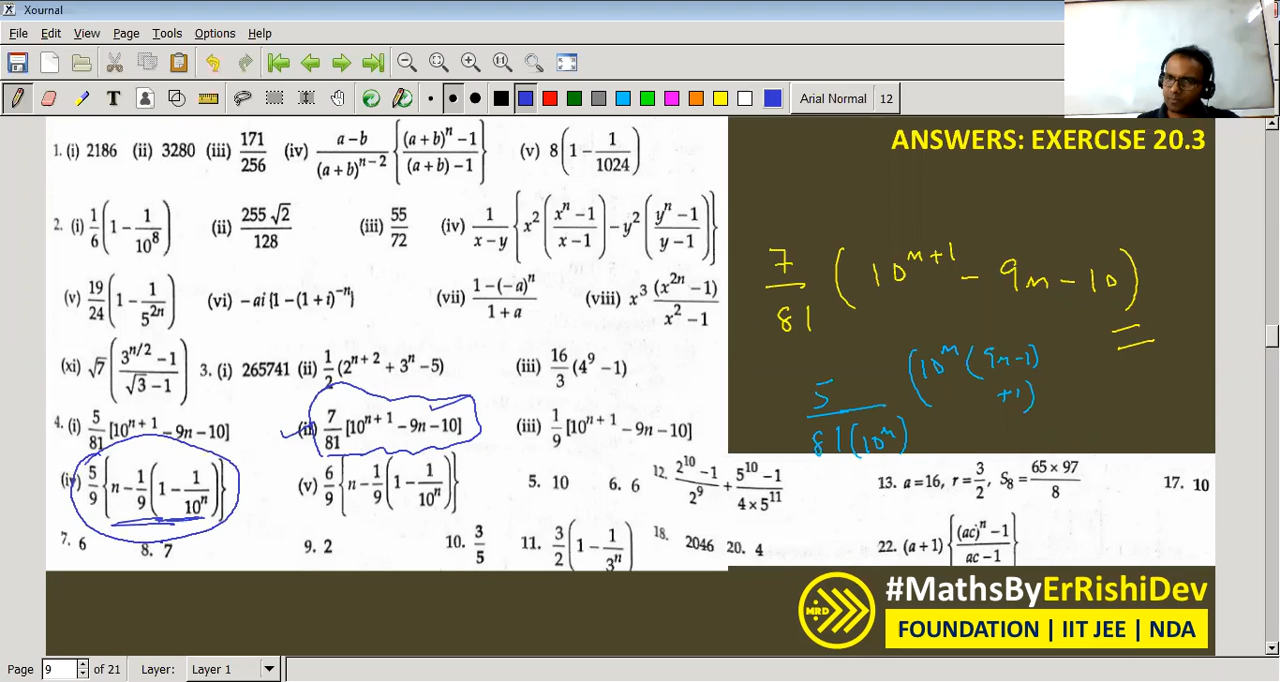 Xournal
File Edit View Page Tools Options Help
Arial Normal 12
ANSWERS: EXERCISE 20.3
1. (i) 2186 (ii) 3280 (iii) 171/256 (iv) (a−b)/(a+b)^{n−2} {((a+b)^n −1)/((a+b)−1)} (v) 8(1 − 1/1024)
2. (i) 1/6 (1 − 1/10^8) (ii) 255√2/128 (iii) 55/72 (iv) 1/(x−y) {x^2 ((x^n −1)/(x−1)) − y^2 ((y^n −1)/(y−1))}
(v) 19/24 (1 − 1/5^{2n}) (vi) −ai {1−(1+i)^{−n}} (vii) (1−(−a)^n)/(1+a) (viii) x^3 (x^{2n} −1)/(x^2 −1)
(xi) √7 ((3^{n/2} −1)/(√3 −1)) 3. (i) 265741 (ii) 1/2 (2^{n+2} + 3^n −5) (iii) 16/3 (4^9 −1)
4. (i) 5/81 [10^{n+1} − 9n −10] (ii) 7/81 [10^{n+1} − 9n −10] (iii) 1/9 [10^{n+1} − 9n −10]
(iv) 5/9 {n − 1/9 (1 − 1/10^n)} (v) 6/9 {n − 1/9 (1 − 1/10^n)} 5. 10 6. 6 12. (2^{10} −1)/2^9 + (5^{10} −1)/(4×5^{11}) 13. a=16, r=3/2, S_8 = (65×97)/8 17. 10
7. 6 8. 7 9. 2 10. 3/5 11. 3/2 (1 − 1/3^n) 18. 2046 20. 4 22. (a+1) {((ac)^n −1)/(ac −1)}
7/81 (10^{n+1} − 9n − 10)
5/81(10^n) (10^n (9n−1) +1)
MRD
#MathsByErRishiDev
FOUNDATION | IIT JEE | NDA
Page 9 of 21 Layer: Layer 1